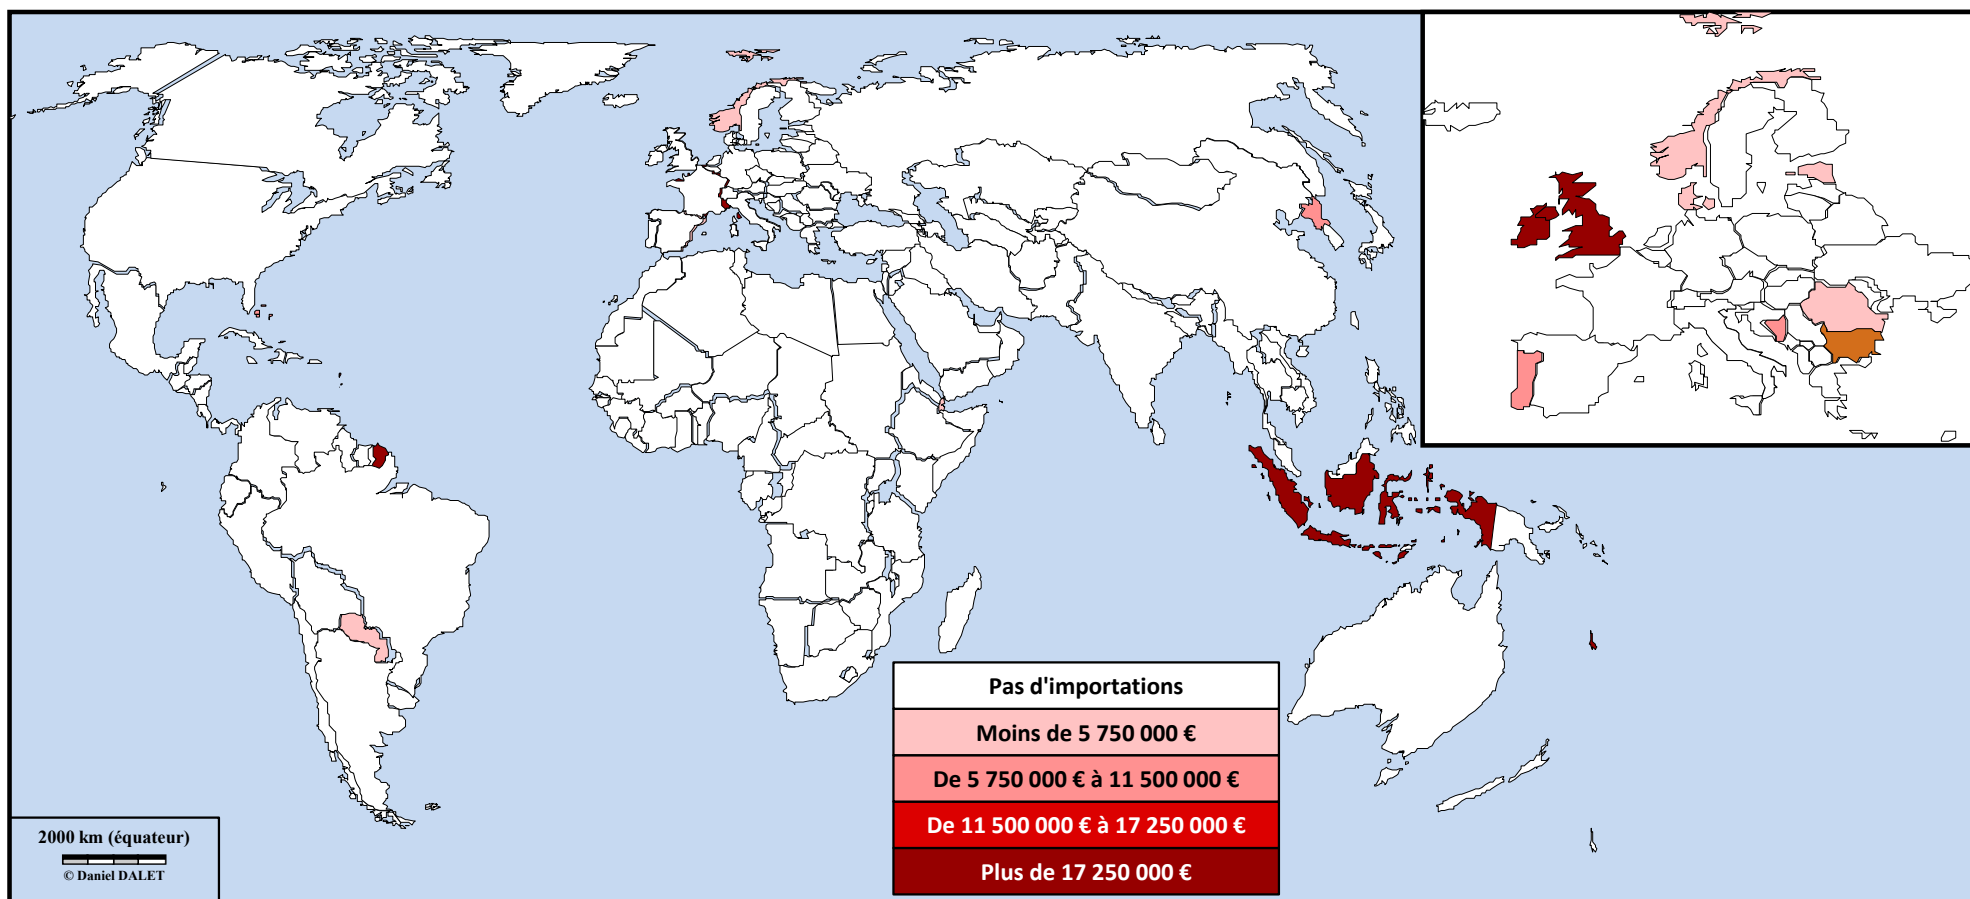 Pas d'importations
Moins de 5 750 000 €
De 5 750 000 € à 11 500 000 €
De 11 500 000 € à 17 250 000 €
Plus de 17 250 000 €
2000 km (équateur)
© Daniel DALET